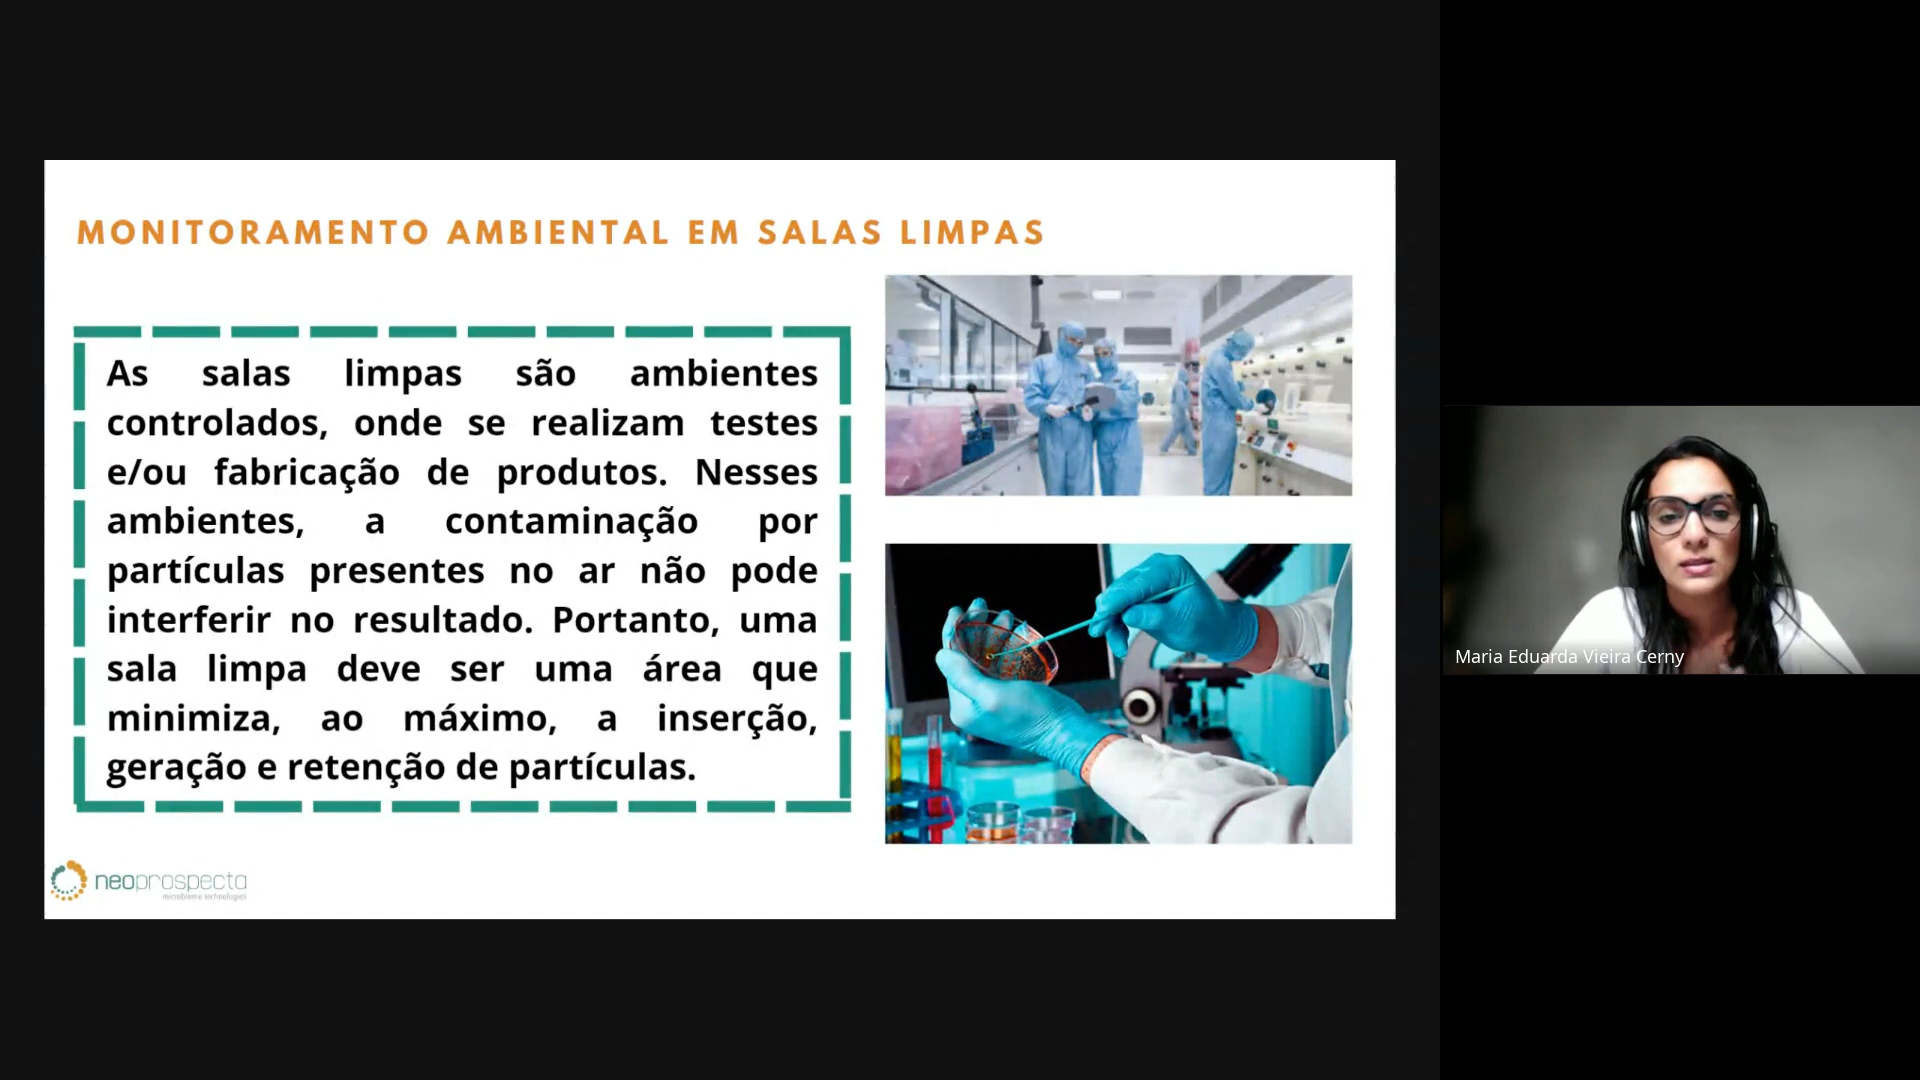 MONITORAMENTO AMBIENTAL EM SALAS LIMPAS
As salas limpas são ambientes
controlados, onde se realizam testes
e/ou fabricação de produtos. Nesses
ambientes, a contaminação por
partículas presentes no ar não pode
interferir no resultado. Portanto, uma
sala limpa deve ser uma área que
minimiza, ao máximo, a inserção,
geração e retenção de partículas.
neoprospecta
microbiome technologies
Maria Eduarda Vieira Cerny